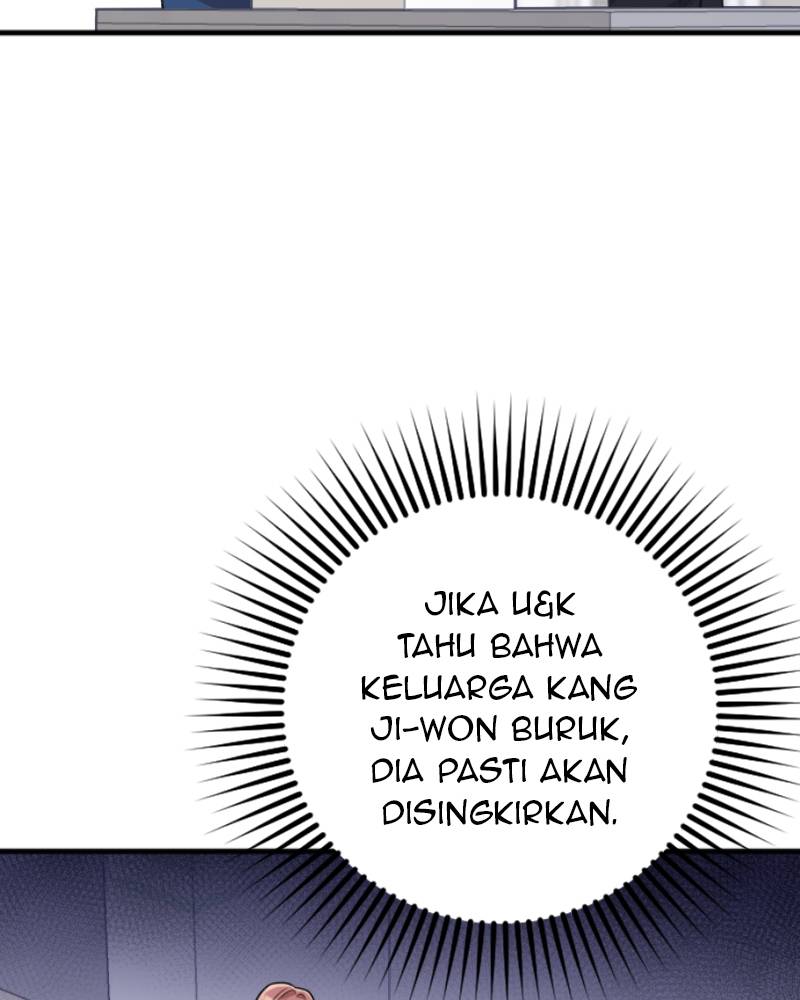 JIKA U&K
TAHU BAHWA
KELUARGA KANG
JI-WON BURUK,
DIA PASTI AKAN
DISINGKIRKAN.